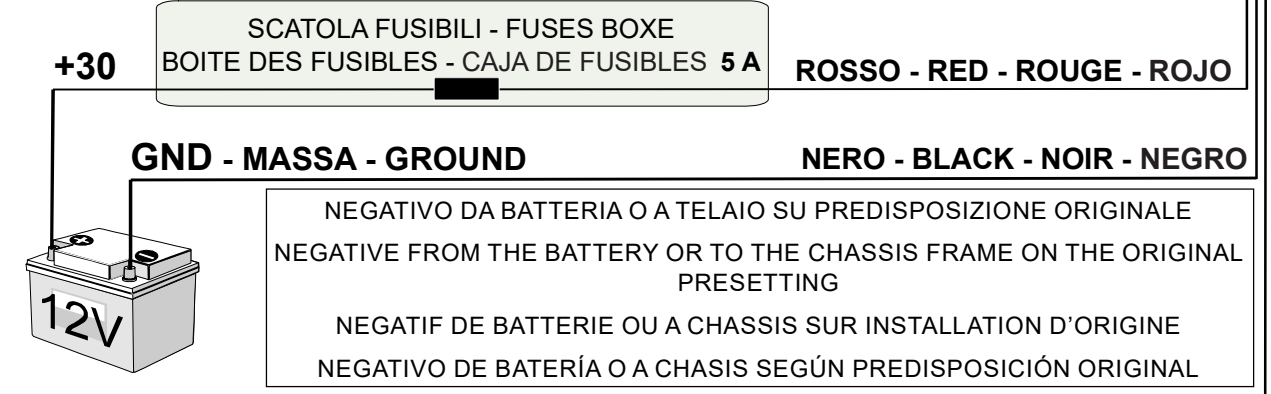 SCATOLA FUSIBILI - FUSES BOXE
BOITE DES FUSIBLES - CAJA DE FUSIBLES 5 A
+30
ROSSO - RED - ROUGE - ROJO
GND - MASSA - GROUND
NERO - BLACK - NOIR - NEGRO
NEGATIVO DA BATTERIA O A TELAIO SU PREDISPOSIZIONE ORIGINALE
NEGATIVE FROM THE BATTERY OR TO THE CHASSIS FRAME ON THE ORIGINAL
PRESETTING
NEGATIF DE BATTERIE OU A CHASSIS SUR INSTALLATION D’ORIGINE
NEGATIVO DE BATERÍA O A CHASIS SEGÚN PREDISPOSICIÓN ORIGINAL
12V